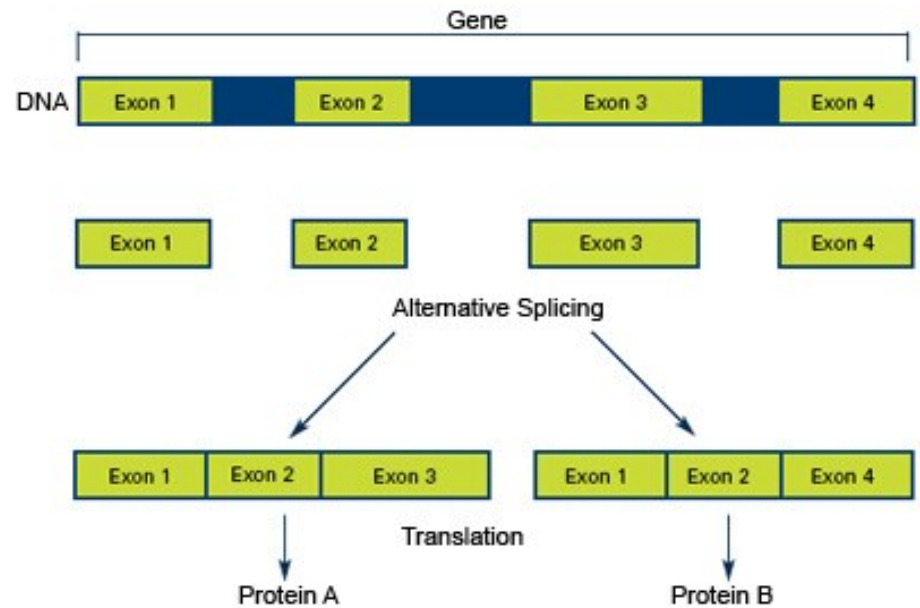 Gene
DNA Exon 1 Exon 2 Exon 3 Exon 4
Exon 1 Exon 2 Exon 3 Exon 4
Alternative Splicing
Exon 1 Exon 2 Exon 3 Exon 1 Exon 2 Exon 4
Translation
Protein A Protein B